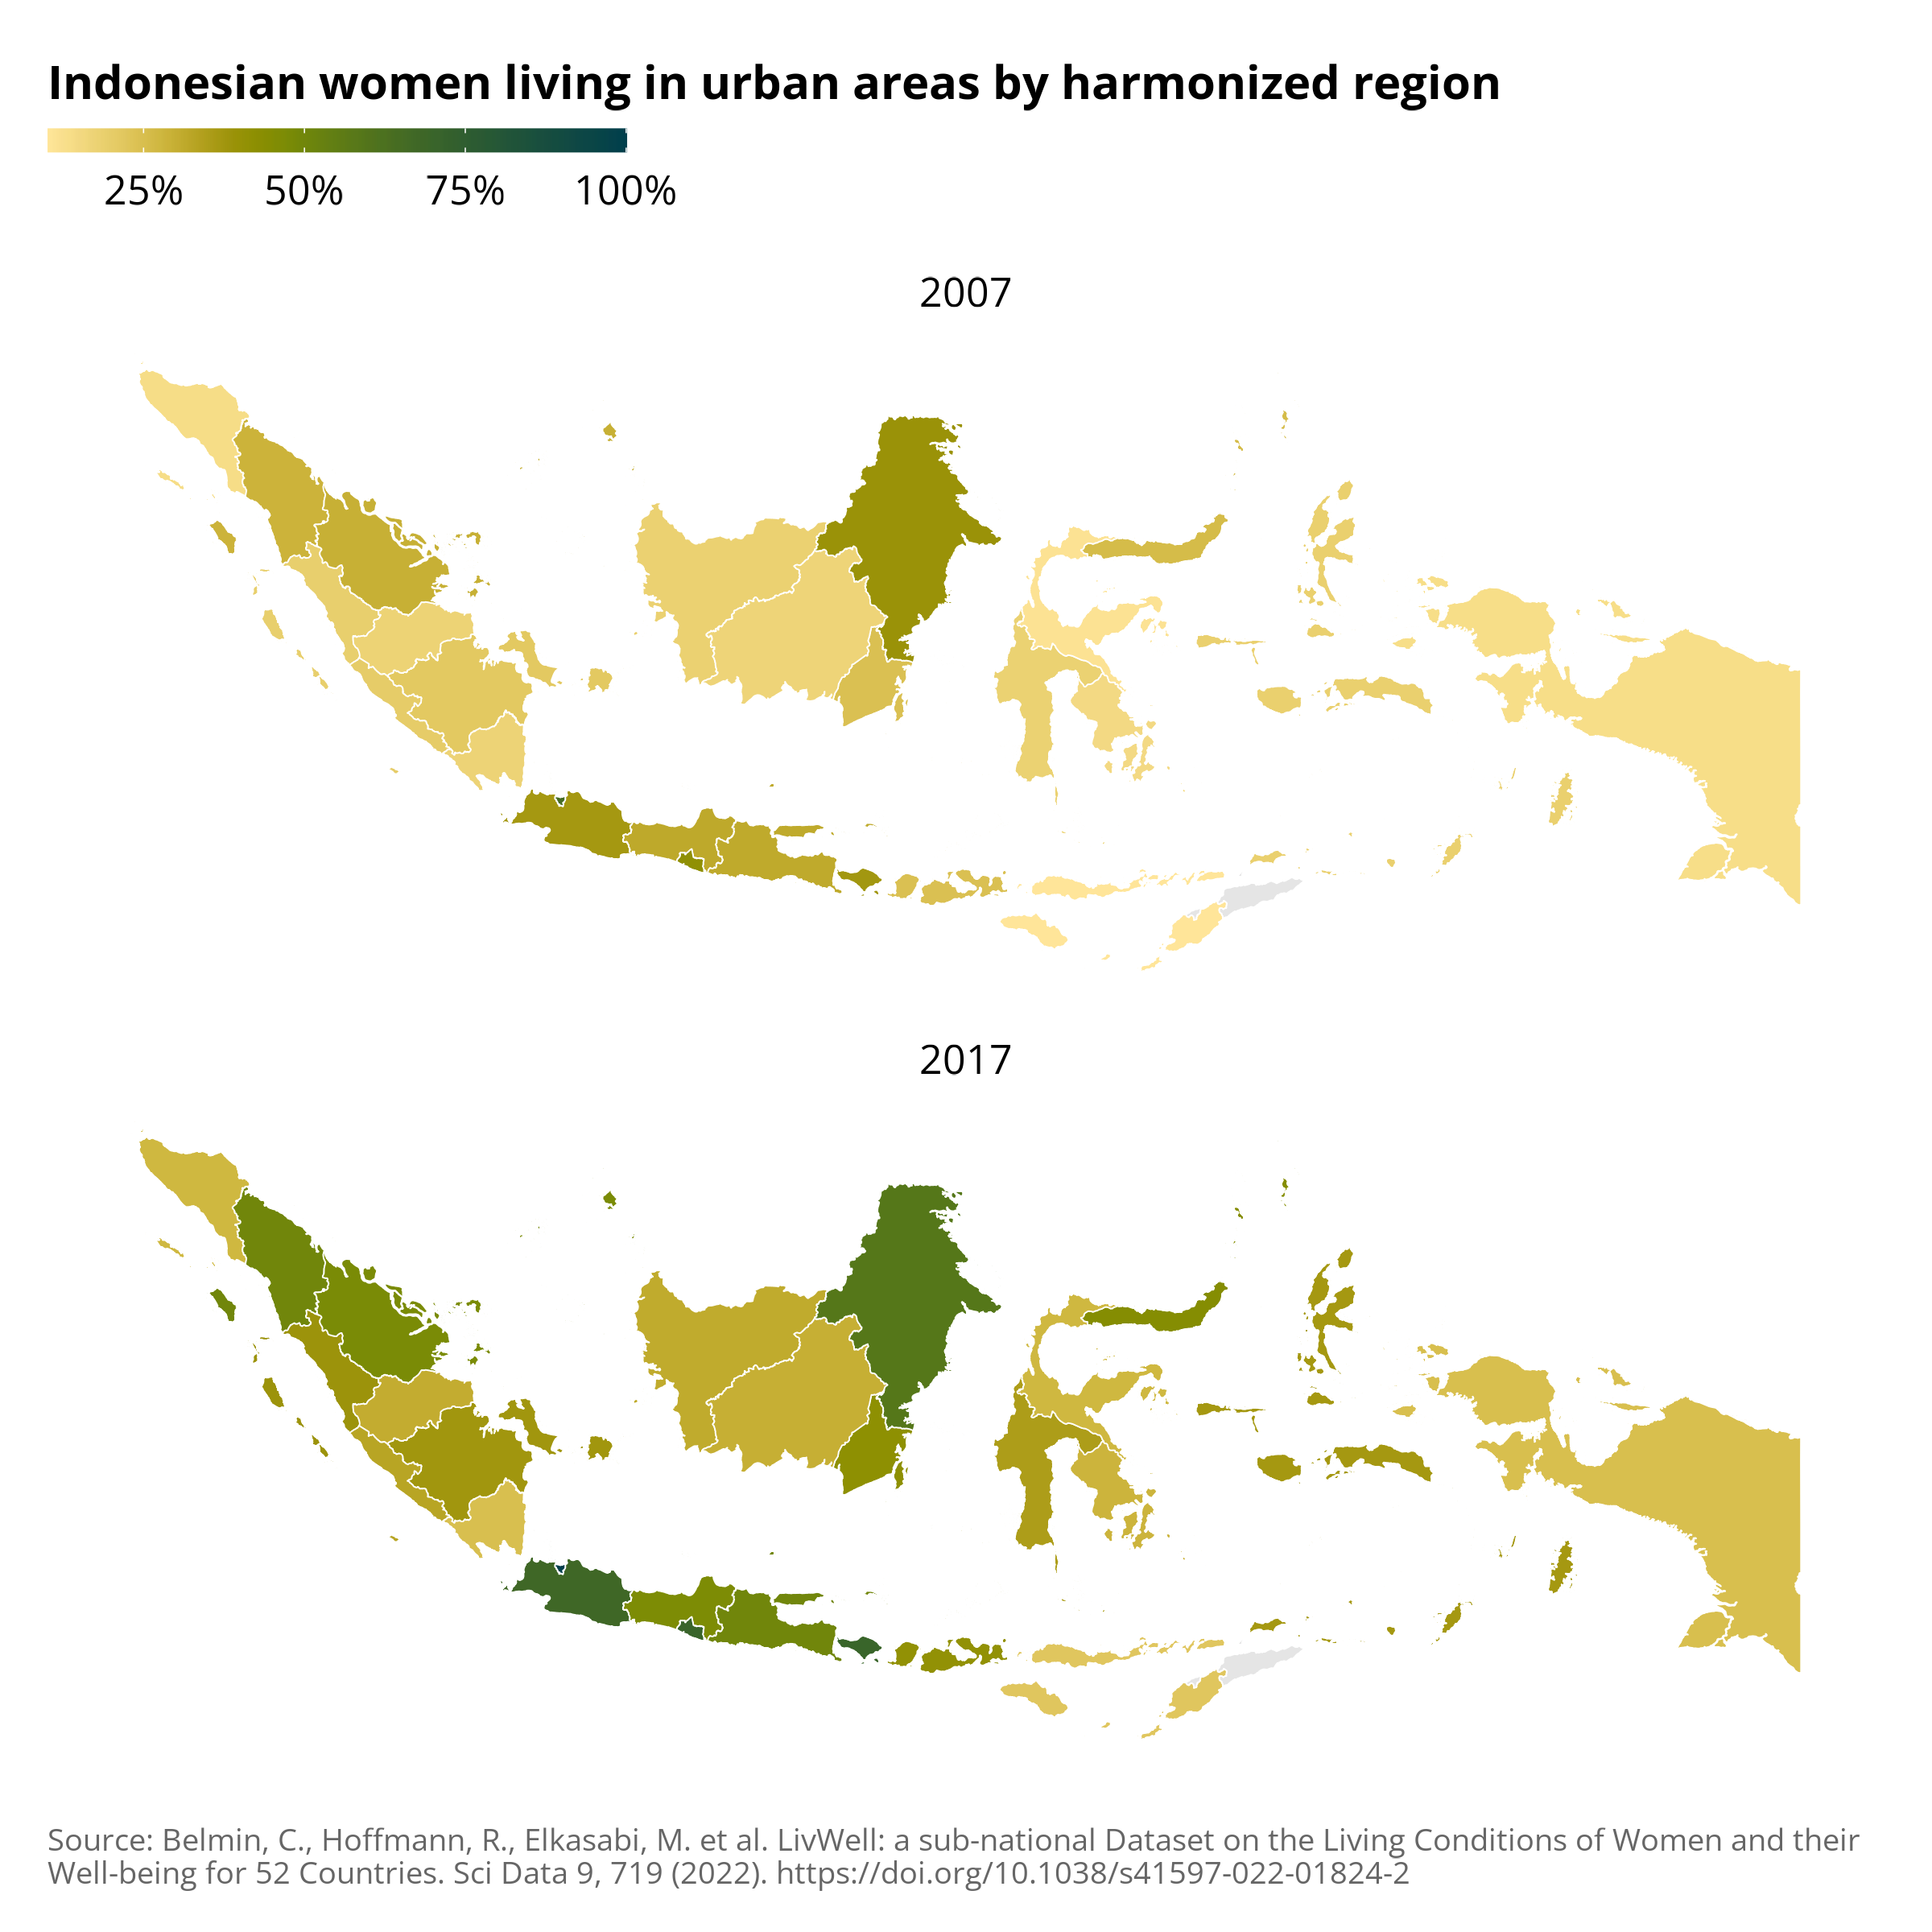 Indonesian women living in urban areas by harmonized region
25% 50% 75% 100%
2007
2017
Source: Belmin, C., Hoffmann, R., Elkasabi, M. et al. LivWell: a sub-national Dataset on the Living Conditions of Women and their
Well-being for 52 Countries. Sci Data 9, 719 (2022). https://doi.org/10.1038/s41597-022-01824-2